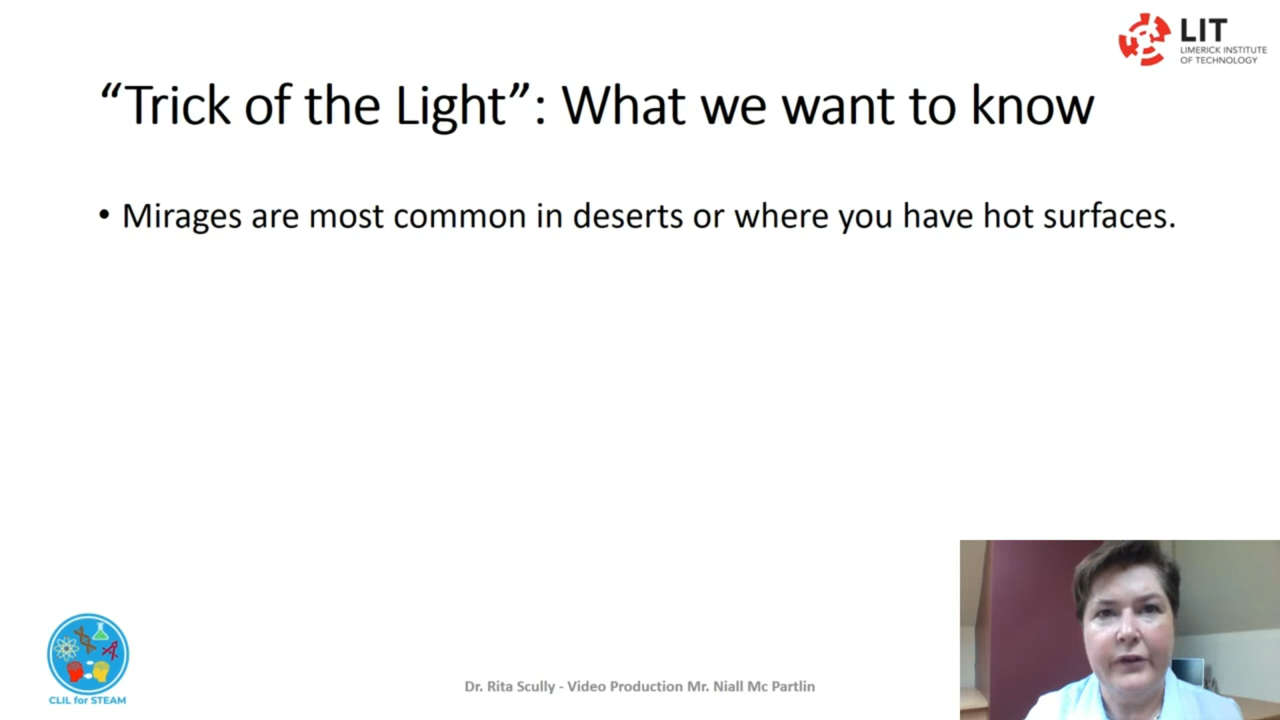 LIT
LIMERICK INSTITUTE
OF TECHNOLOGY
“Trick of the Light”: What we want to know
• Mirages are most common in deserts or where you have hot surfaces.
CLIL for STEAM
Dr. Rita Scully - Video Production Mr. Niall Mc Partlin